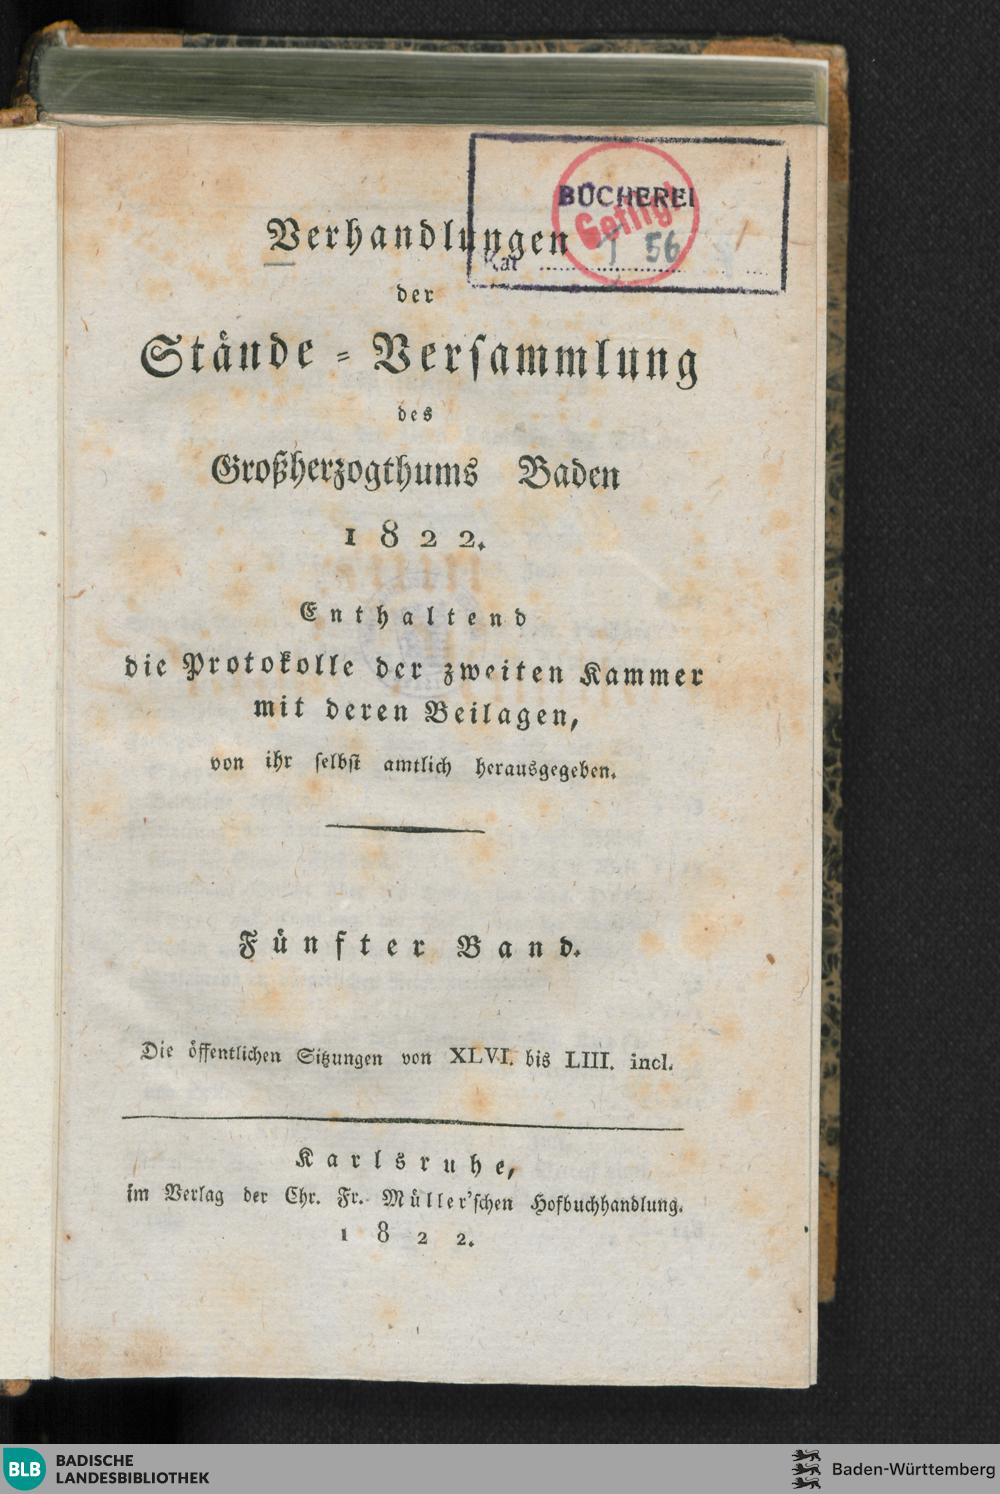 BÜCHEREI
Getilgt
Kat J 56
Verhandlungen
der
Stände-Versammlung
des
Großherzogthums Baden
1822.
Enthaltend
die Protokolle der zweiten Kammer
mit deren Beilagen,
von ihr selbst amtlich herausgegeben.
Fünfter Band.
Die öffentlichen Sitzungen von XLVI. bis LIII. incl.
Karlsruhe,
im Verlag der Chr. Fr. Müller'schen Hofbuchhandlung.
1822.
BLB BADISCHE
LANDESBIBLIOTHEK
Baden-Württemberg